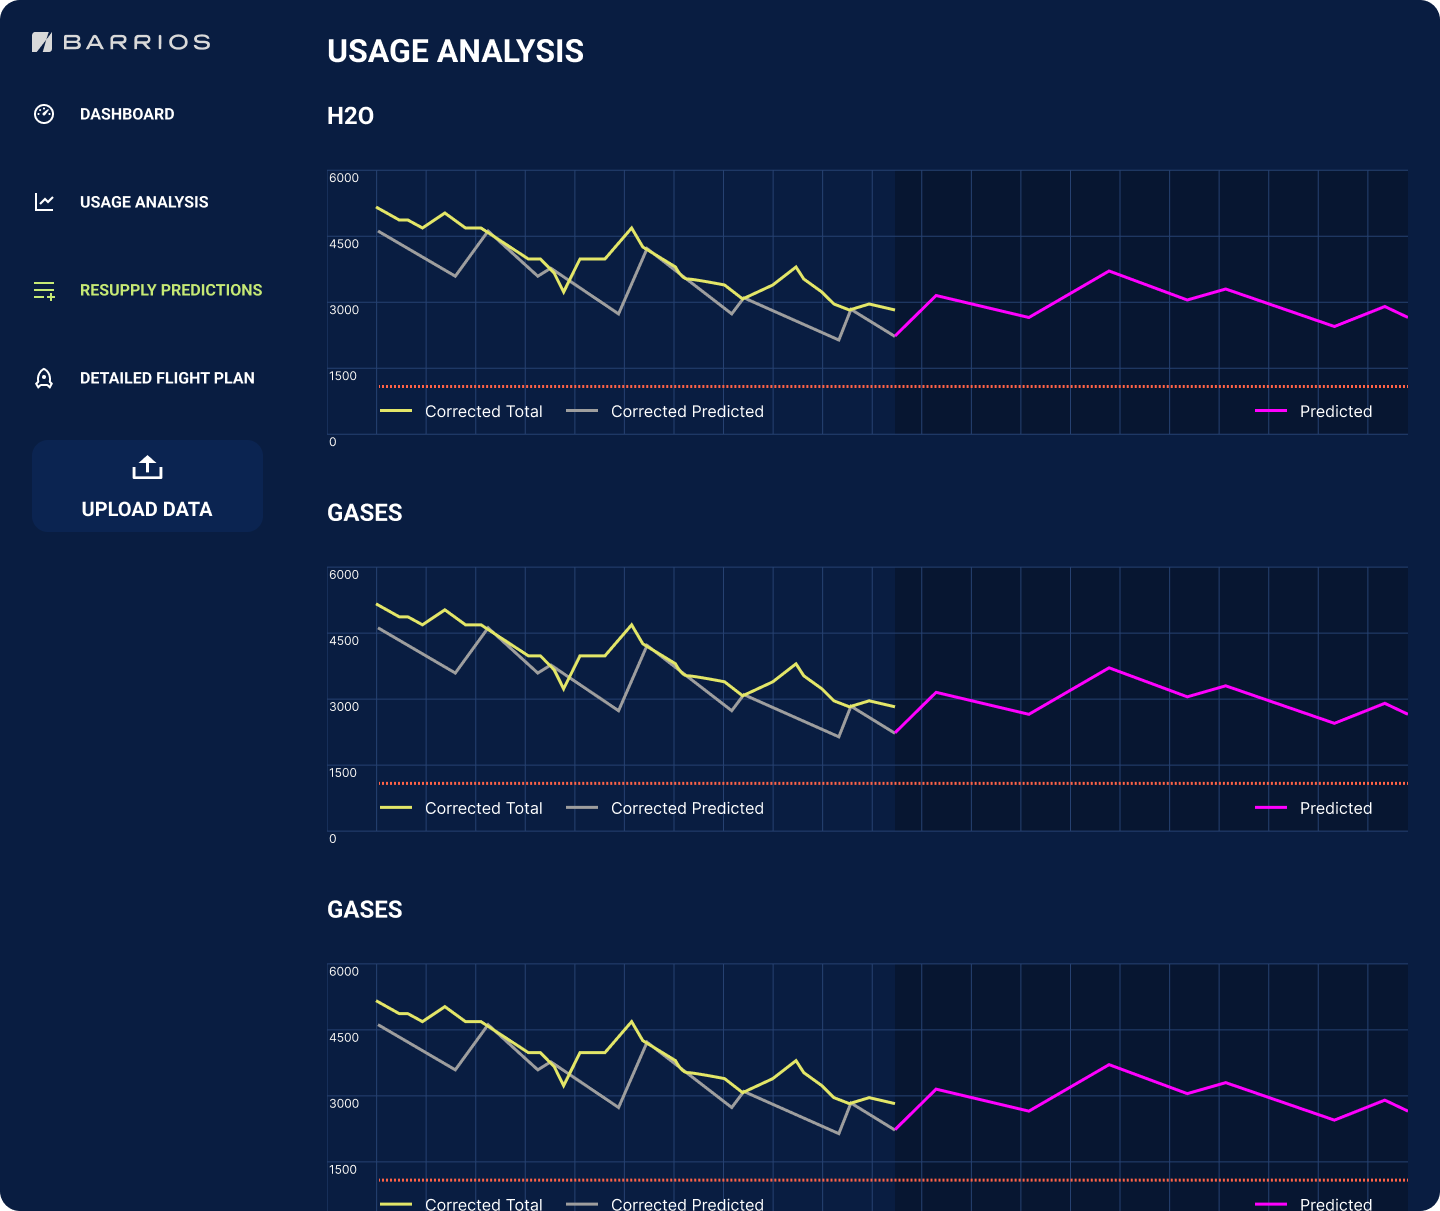 BARRIOS
DASHBOARD
USAGE ANALYSIS
RESUPPLY PREDICTIONS
DETAILED FLIGHT PLAN
UPLOAD DATA
USAGE ANALYSIS
H2O
6000
4500
3000
1500
Corrected Total Corrected Predicted Predicted
0
GASES
6000
4500
3000
1500
Corrected Total Corrected Predicted Predicted
0
GASES
6000
4500
3000
1500
Corrected Total Corrected Predicted Predicted